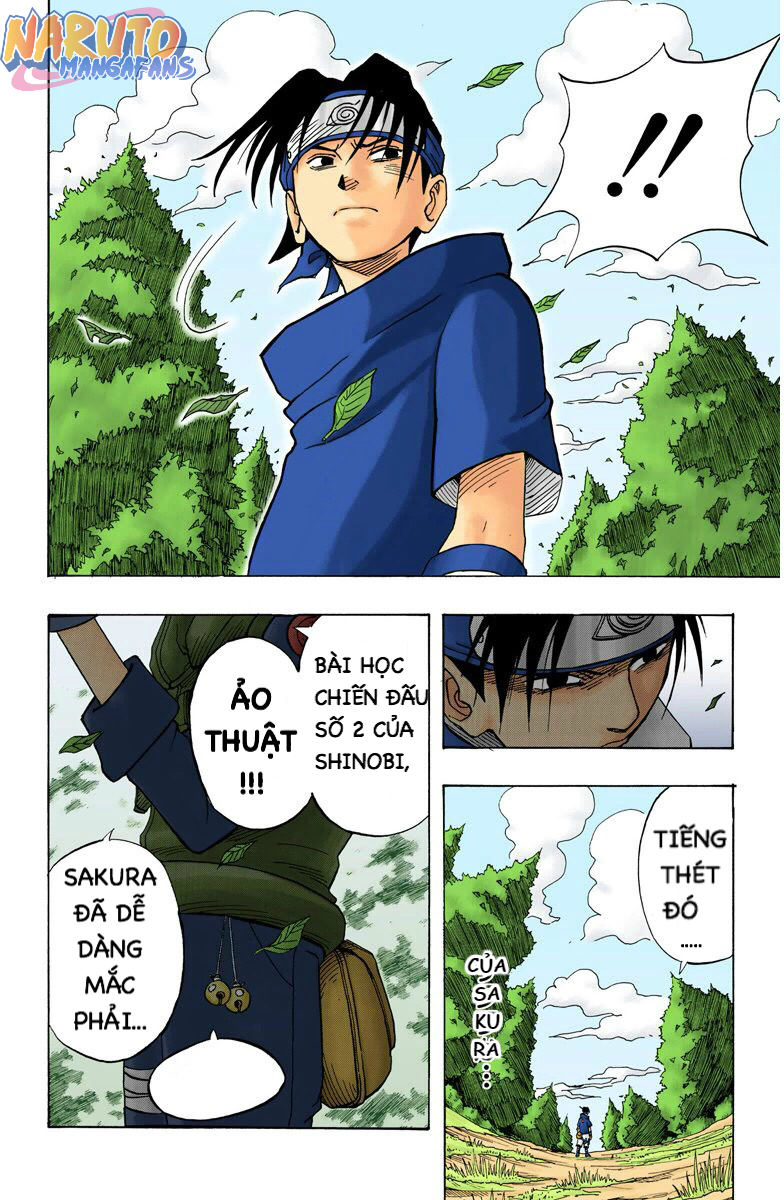 NARUTO
MANGAFANS
!!
TIẾNG
THÉT
ĐÓ
.....
CỦA
SA
KU
RA
...
BÀI HỌC
CHIẾN ĐẤU
SỐ 2 CỦA
SHINOBI,
ẢO
THUẬT
!!!
SAKURA
ĐÃ DỄ
DÀNG
MẮC
PHẢI...